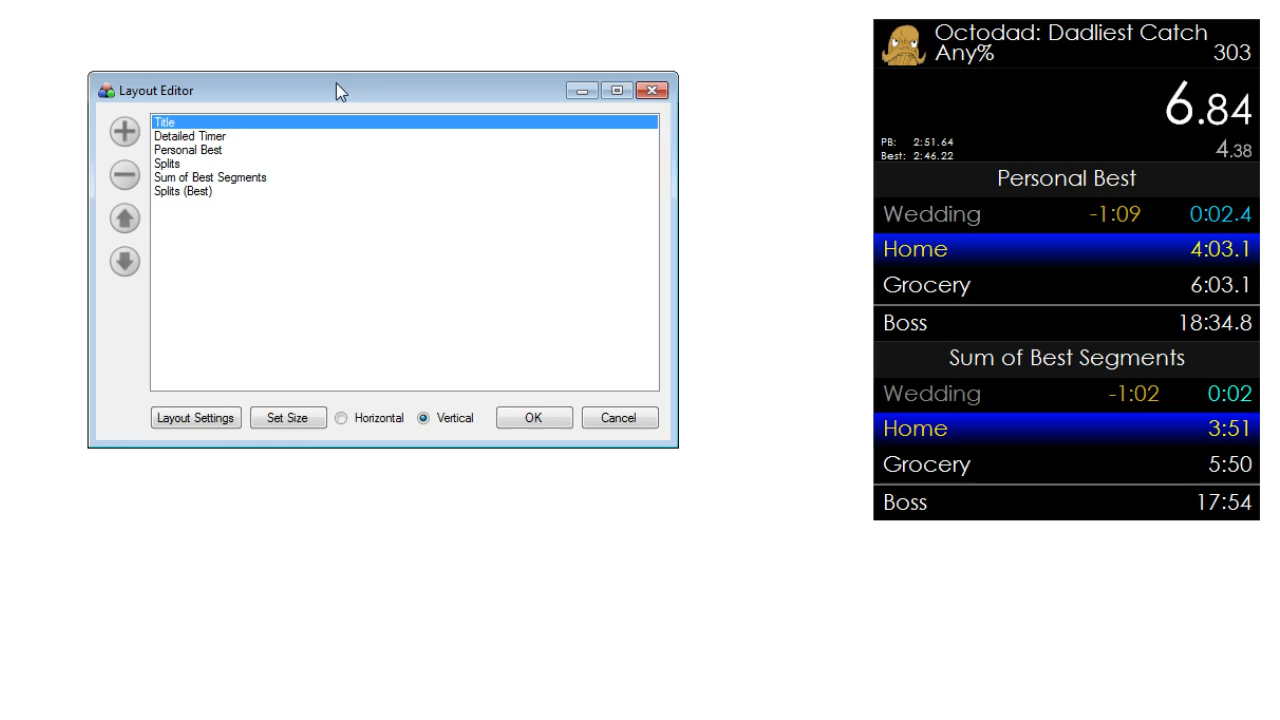 Layout Editor
Title
Detailed Timer
Personal Best
Splits
Sum of Best Segments
Splits (Best)
Layout Settings Set Size Horizontal Vertical OK Cancel
Octodad: Dadliest Catch
Any% 303
6.84
PB: 2:51.64
Best: 2:46.22
4.38
Personal Best
Wedding -1:09 0:02.4
Home 4:03.1
Grocery 6:03.1
Boss 18:34.8
Sum of Best Segments
Wedding -1:02 0:02
Home 3:51
Grocery 5:50
Boss 17:54